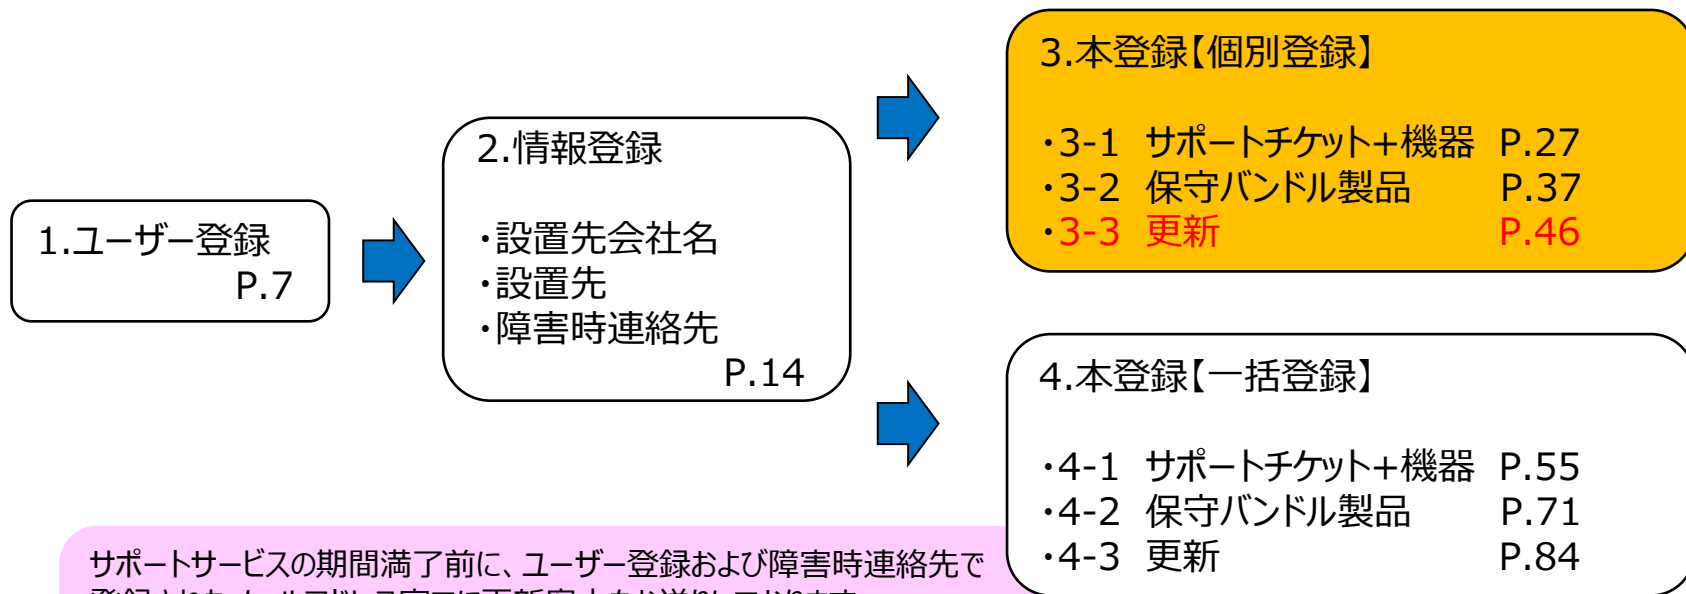 1.ユーザー登録
P.7
2.情報登録
・設置先会社名
・設置先
・障害時連絡先
P.14
3.本登録【個別登録】
・3-1 サポートチケット+機器 P.27
・3-2 保守バンドル製品 P.37
・3-3 更新 P.46
4.本登録【一括登録】
・4-1 サポートチケット+機器 P.55
・4-2 保守バンドル製品 P.71
・4-3 更新 P.84
サポートサービスの期間満了前に、ユーザー登録および障害時連絡先で